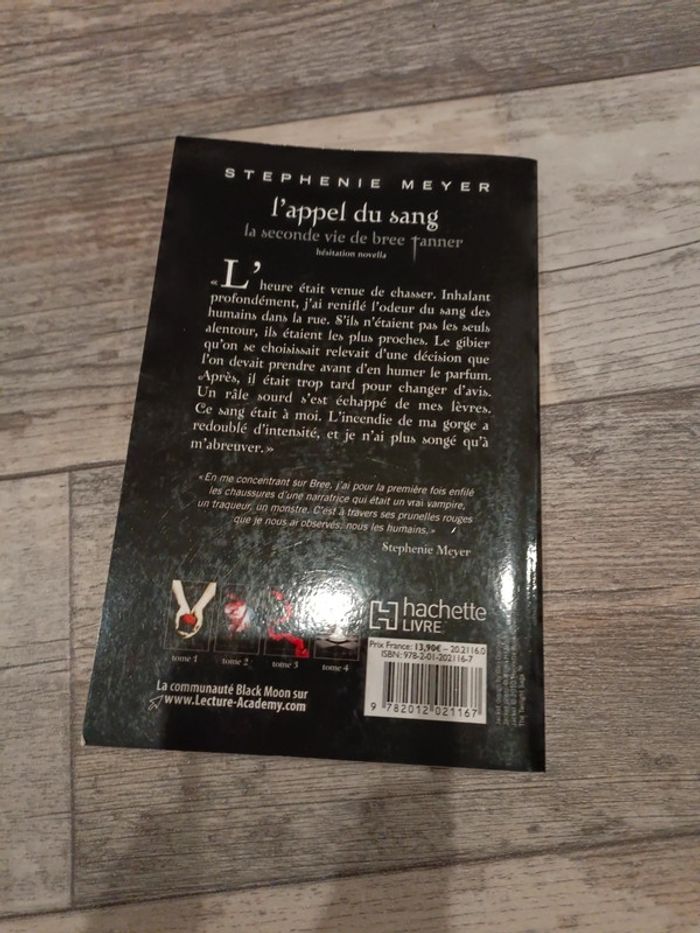 STEPHENIE MEYER
l'appel du sang
la seconde vie de bree tanner
hésitation novella
« L'heure était venue de chasser. Inhalant
profondément, j'ai reniflé l'odeur du sang des
humains dans la rue. S'ils n'étaient pas les seuls
alentour, ils étaient les plus proches. Le gibier
qu'on se choisissait relevait d'une décision que
l'on devait prendre avant d'en humer le parfum.
Après, il était trop tard pour changer d'avis.
Un râle sourd s'est échappé de mes lèvres.
Ce sang était à moi. L'incendie de ma gorge a
redoublé d'intensité, et je n'ai plus songé qu'à
m'abreuver. »
« En me concentrant sur Bree, j'ai pour la première fois enfilé
les chaussures d'une narratrice qui était un vrai vampire,
un traqueur, un monstre. C'est à travers ses prunelles rouges
que je nous ai observés, nous les humains. »
Stephenie Meyer
tome 1 tome 2 tome 3 tome 4
hachette
LIVRE
Prix France: 13,90€ - 20.2116.0
ISBN: 978-2-01-202116-7
9 782012 021167
La communauté Black Moon sur
www.Lecture-Academy.com